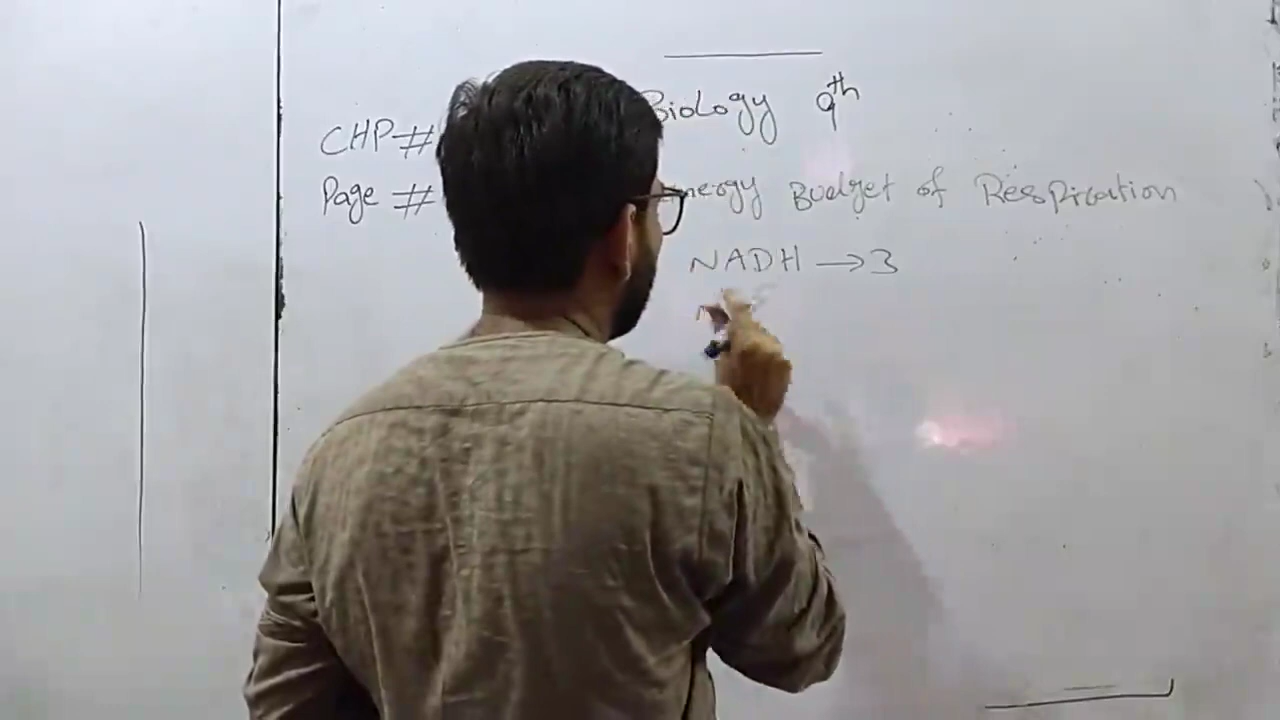 Biology 9th
CHP#
Page #
Budget of Respiration
NADH → 3